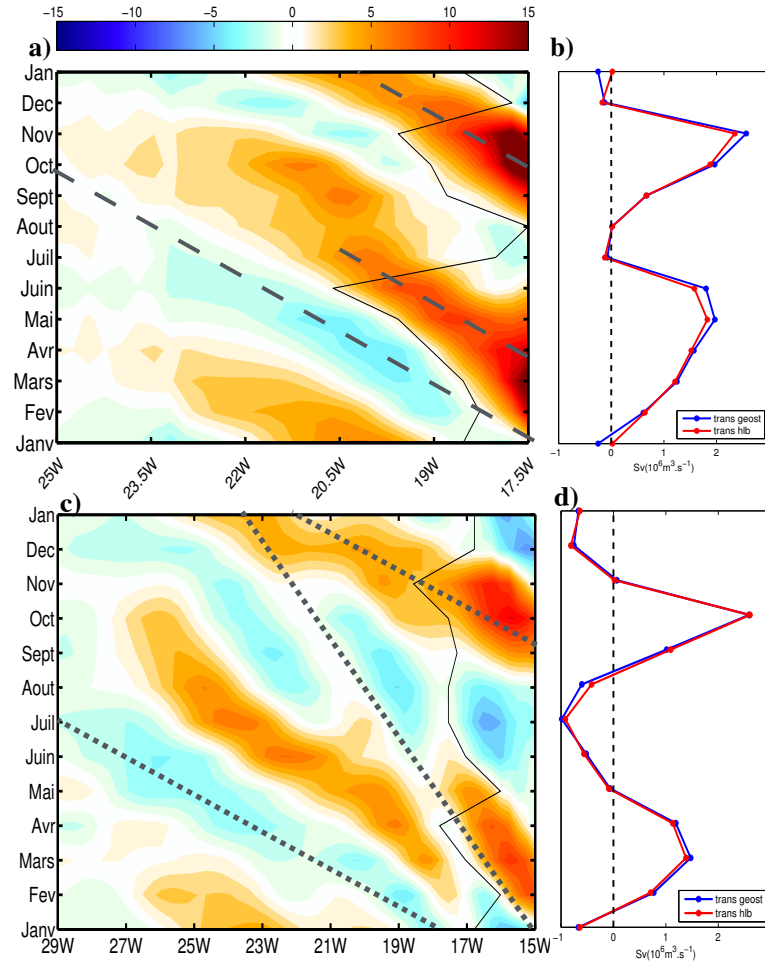 −15 −10 −5 0 5 10 15
a)
b)
Jan
Dec
Nov
Oct
Sept
Aout
Juil
Juin
Mai
Avr
Mars
Fev
Janv
25W 23.5W 22W 20.5W 19W 17.5W
trans geost
trans hlb
−1 0 1 2
Sv(10⁶m³.s⁻¹)
c)
d)
Jan
Dec
Nov
Oct
Sept
Aout
Juil
Juin
Mai
Avr
Mars
Fev
Janv
29W 27W 25W 23W 21W 19W 17W 15W
trans geost
trans hlb
−1 0 1 2
Sv(10⁶m³.s⁻¹)